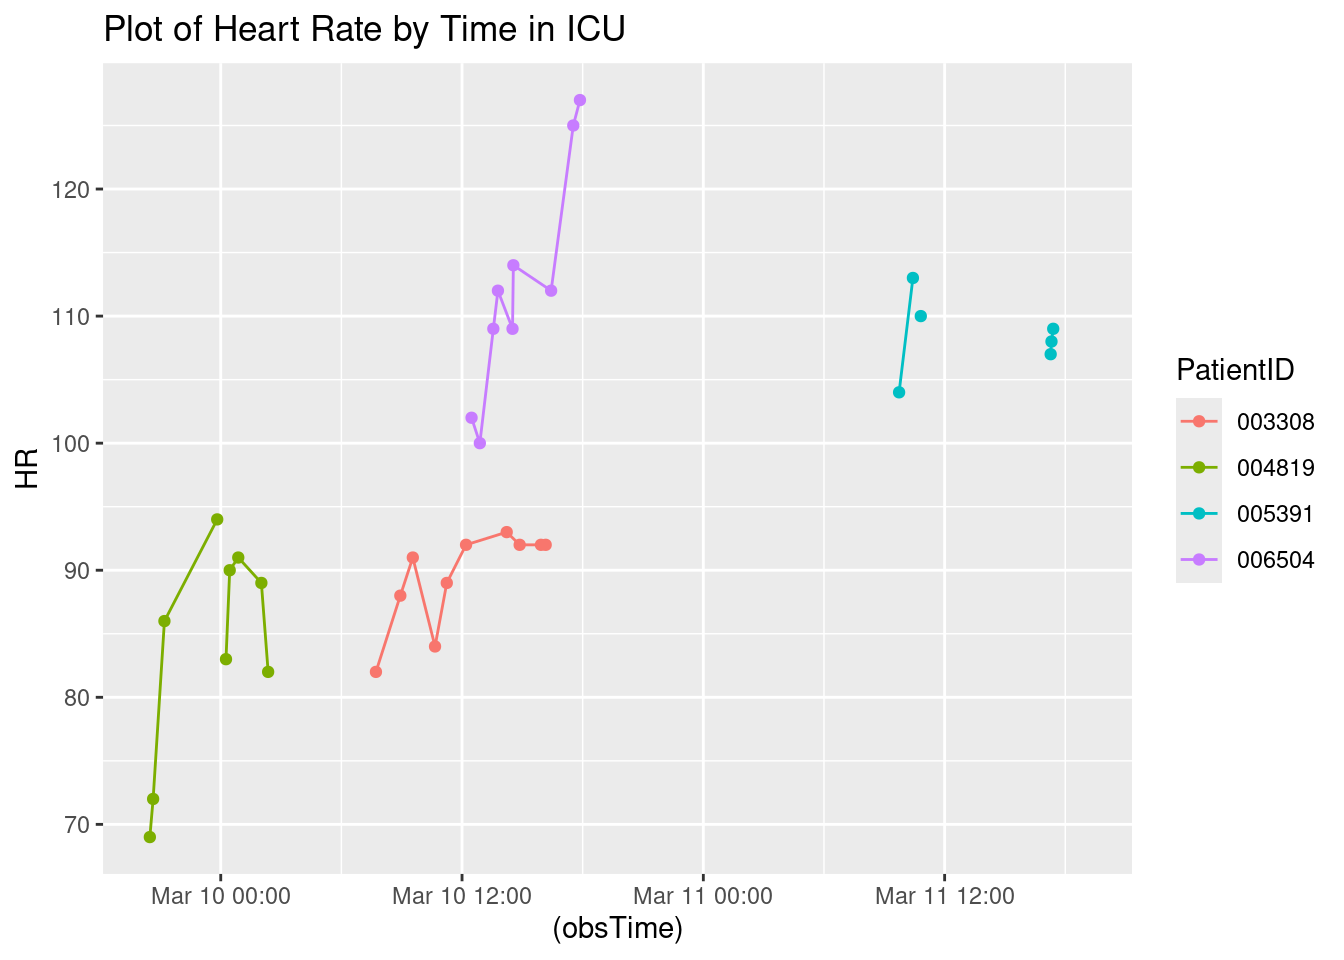 Plot of Heart Rate by Time in ICU
HR
120
110
100
90
80
70
Mar 10 00:00
Mar 10 12:00
Mar 11 00:00
Mar 11 12:00
(obsTime)
PatientID
003308
004819
005391
006504